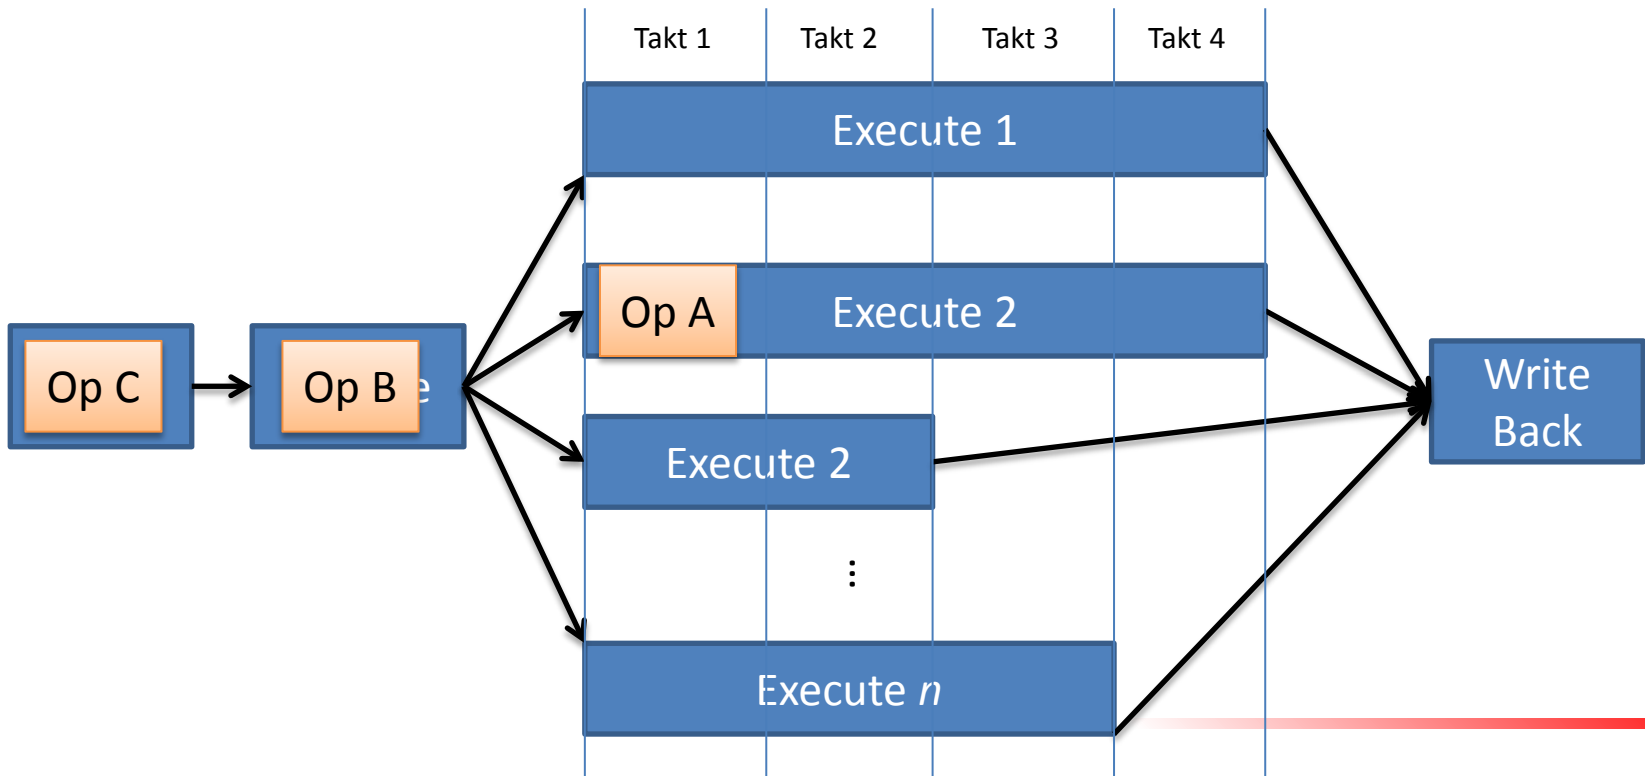 Takt 1
Takt 2
Takt 3
Takt 4
Execute 1
Op A
Execute 2
Op C
Op B
e
Write
Back
Execute 2
⋮
Execute n